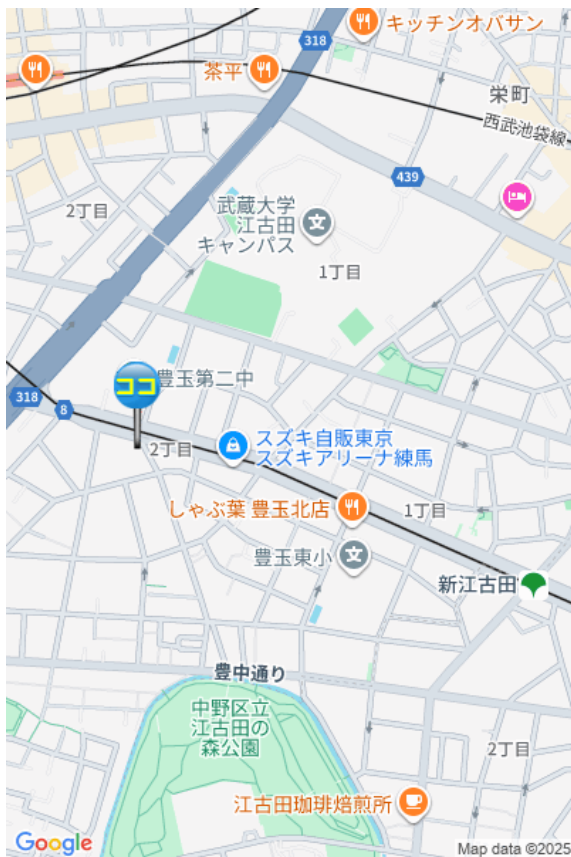 318
キッチンオバサン
茶平
栄町
西武池袋線
439
2丁目
武蔵大学
江古田
キャンパス
文
1丁目
ココ
豊玉第二中
318
8
2丁目
スズキ自販東京
スズキアリーナ練馬
しゃぶ葉 豊玉北店
1丁目
豊玉東小
文
新江古田
豊中通り
中野区立
江古田の
森公園
2丁目
江古田珈琲焙煎所
Google
Map data ©2025